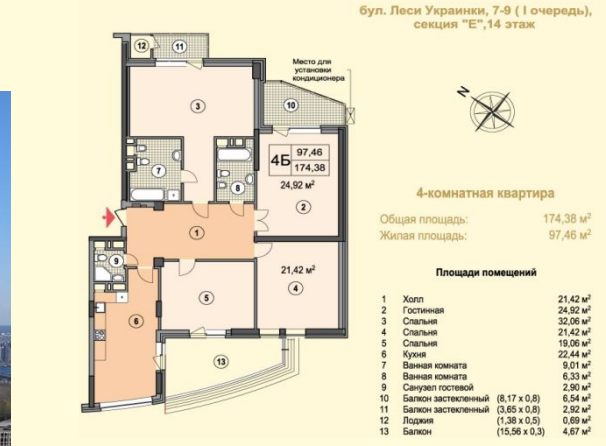 бул. Леси Украинки, 7-9 ( I очередь),
секция "Е",14 этаж
Место для
установки
кондиционера
12
11
3
10
7
8
4Б
97,46
174,38
24,92 м²
2
1
9
21,42 м²
4
5
6
13
N
4-комнатная квартира
Общая площадь: 174,38 м²
Жилая площадь: 97,46 м²
Площади помещений
1 Холл 21,42 м²
2 Гостинная 24,92 м²
3 Спальня 32,06 м²
4 Спальня 21,42 м²
5 Спальня 19,06 м²
6 Кухня 22,44 м²
7 Ванная комната 9,01 м²
8 Ванная комната 6,33 м²
9 Санузел гостевой 2,90 м²
10 Балкон застекленный (8,17 x 0,8) 6,54 м²
11 Балкон застекленный (3,65 x 0,8) 2,92 м²
12 Лоджия (1,38 x 0,5) 0,69 м²
13 Балкон (15,56 x 0,3) 4,67 м²